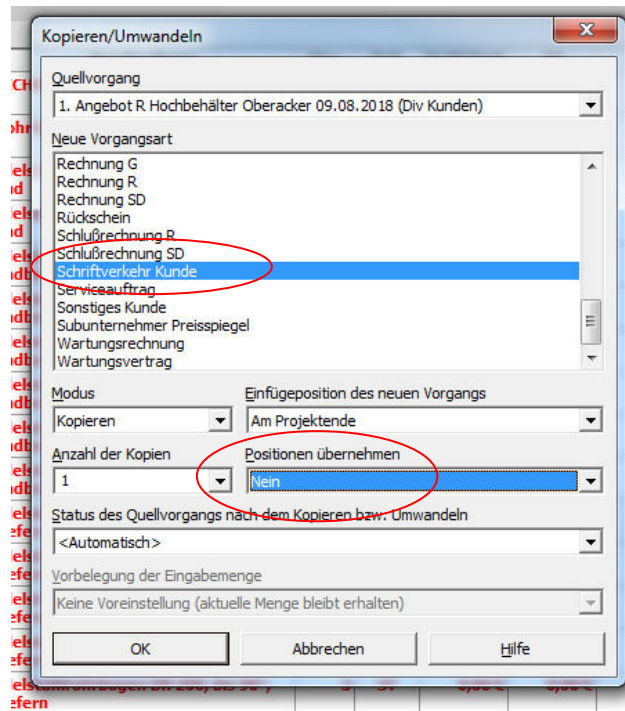 Kopieren/Umwandeln
Quellvorgang
1. Angebot R Hochbehälter Oberacker 09.08.2018 (Div Kunden)
Neue Vorgangsart
Rechnung G
Rechnung R
Rechnung SD
Rückschein
Schlußrechnung R
Schlußrechnung SD
Schriftverkehr Kunde
Serviceauftrag
Sonstiges Kunde
Subunternehmer Preisspiegel
Wartungsrechnung
Wartungsvertrag
Modus Einfügeposition des neuen Vorgangs
Kopieren Am Projektende
Anzahl der Kopien Positionen übernehmen
1 Nein
Status des Quellvorgangs nach dem Kopieren bzw. Umwandeln
<Automatisch>
Vorbelegung der Eingabemenge
Keine Voreinstellung (aktuelle Menge bleibt erhalten)
OK Abbrechen Hilfe
efern